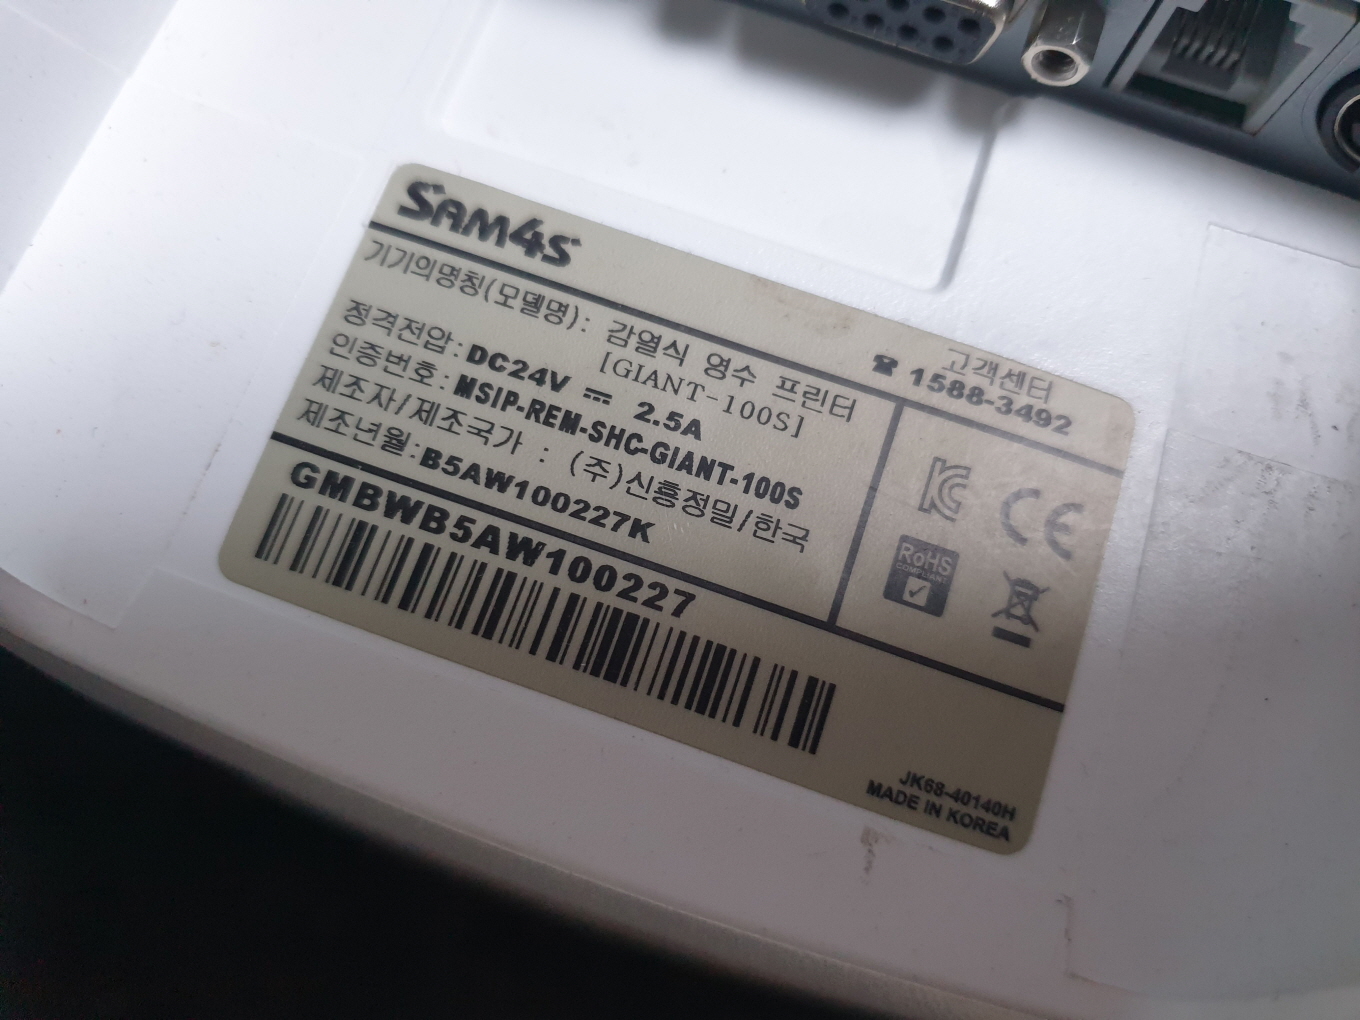 SAM4S
고객센터
☎ 1588-3492
기기의명칭(모델명): 감열식 영수 프린터
[GIANT-100S]
정격전압: DC24V ⎓ 2.5A
인증번호: MSIP-REM-SHC-GIANT-100S
제조자/제조국가 : (주)신흥정밀/한국
제조년월: B5AW100227K
GMBWB5AW100227
CE
RoHS
COMPLIANT
JK68-40140H
MADE IN KOREA